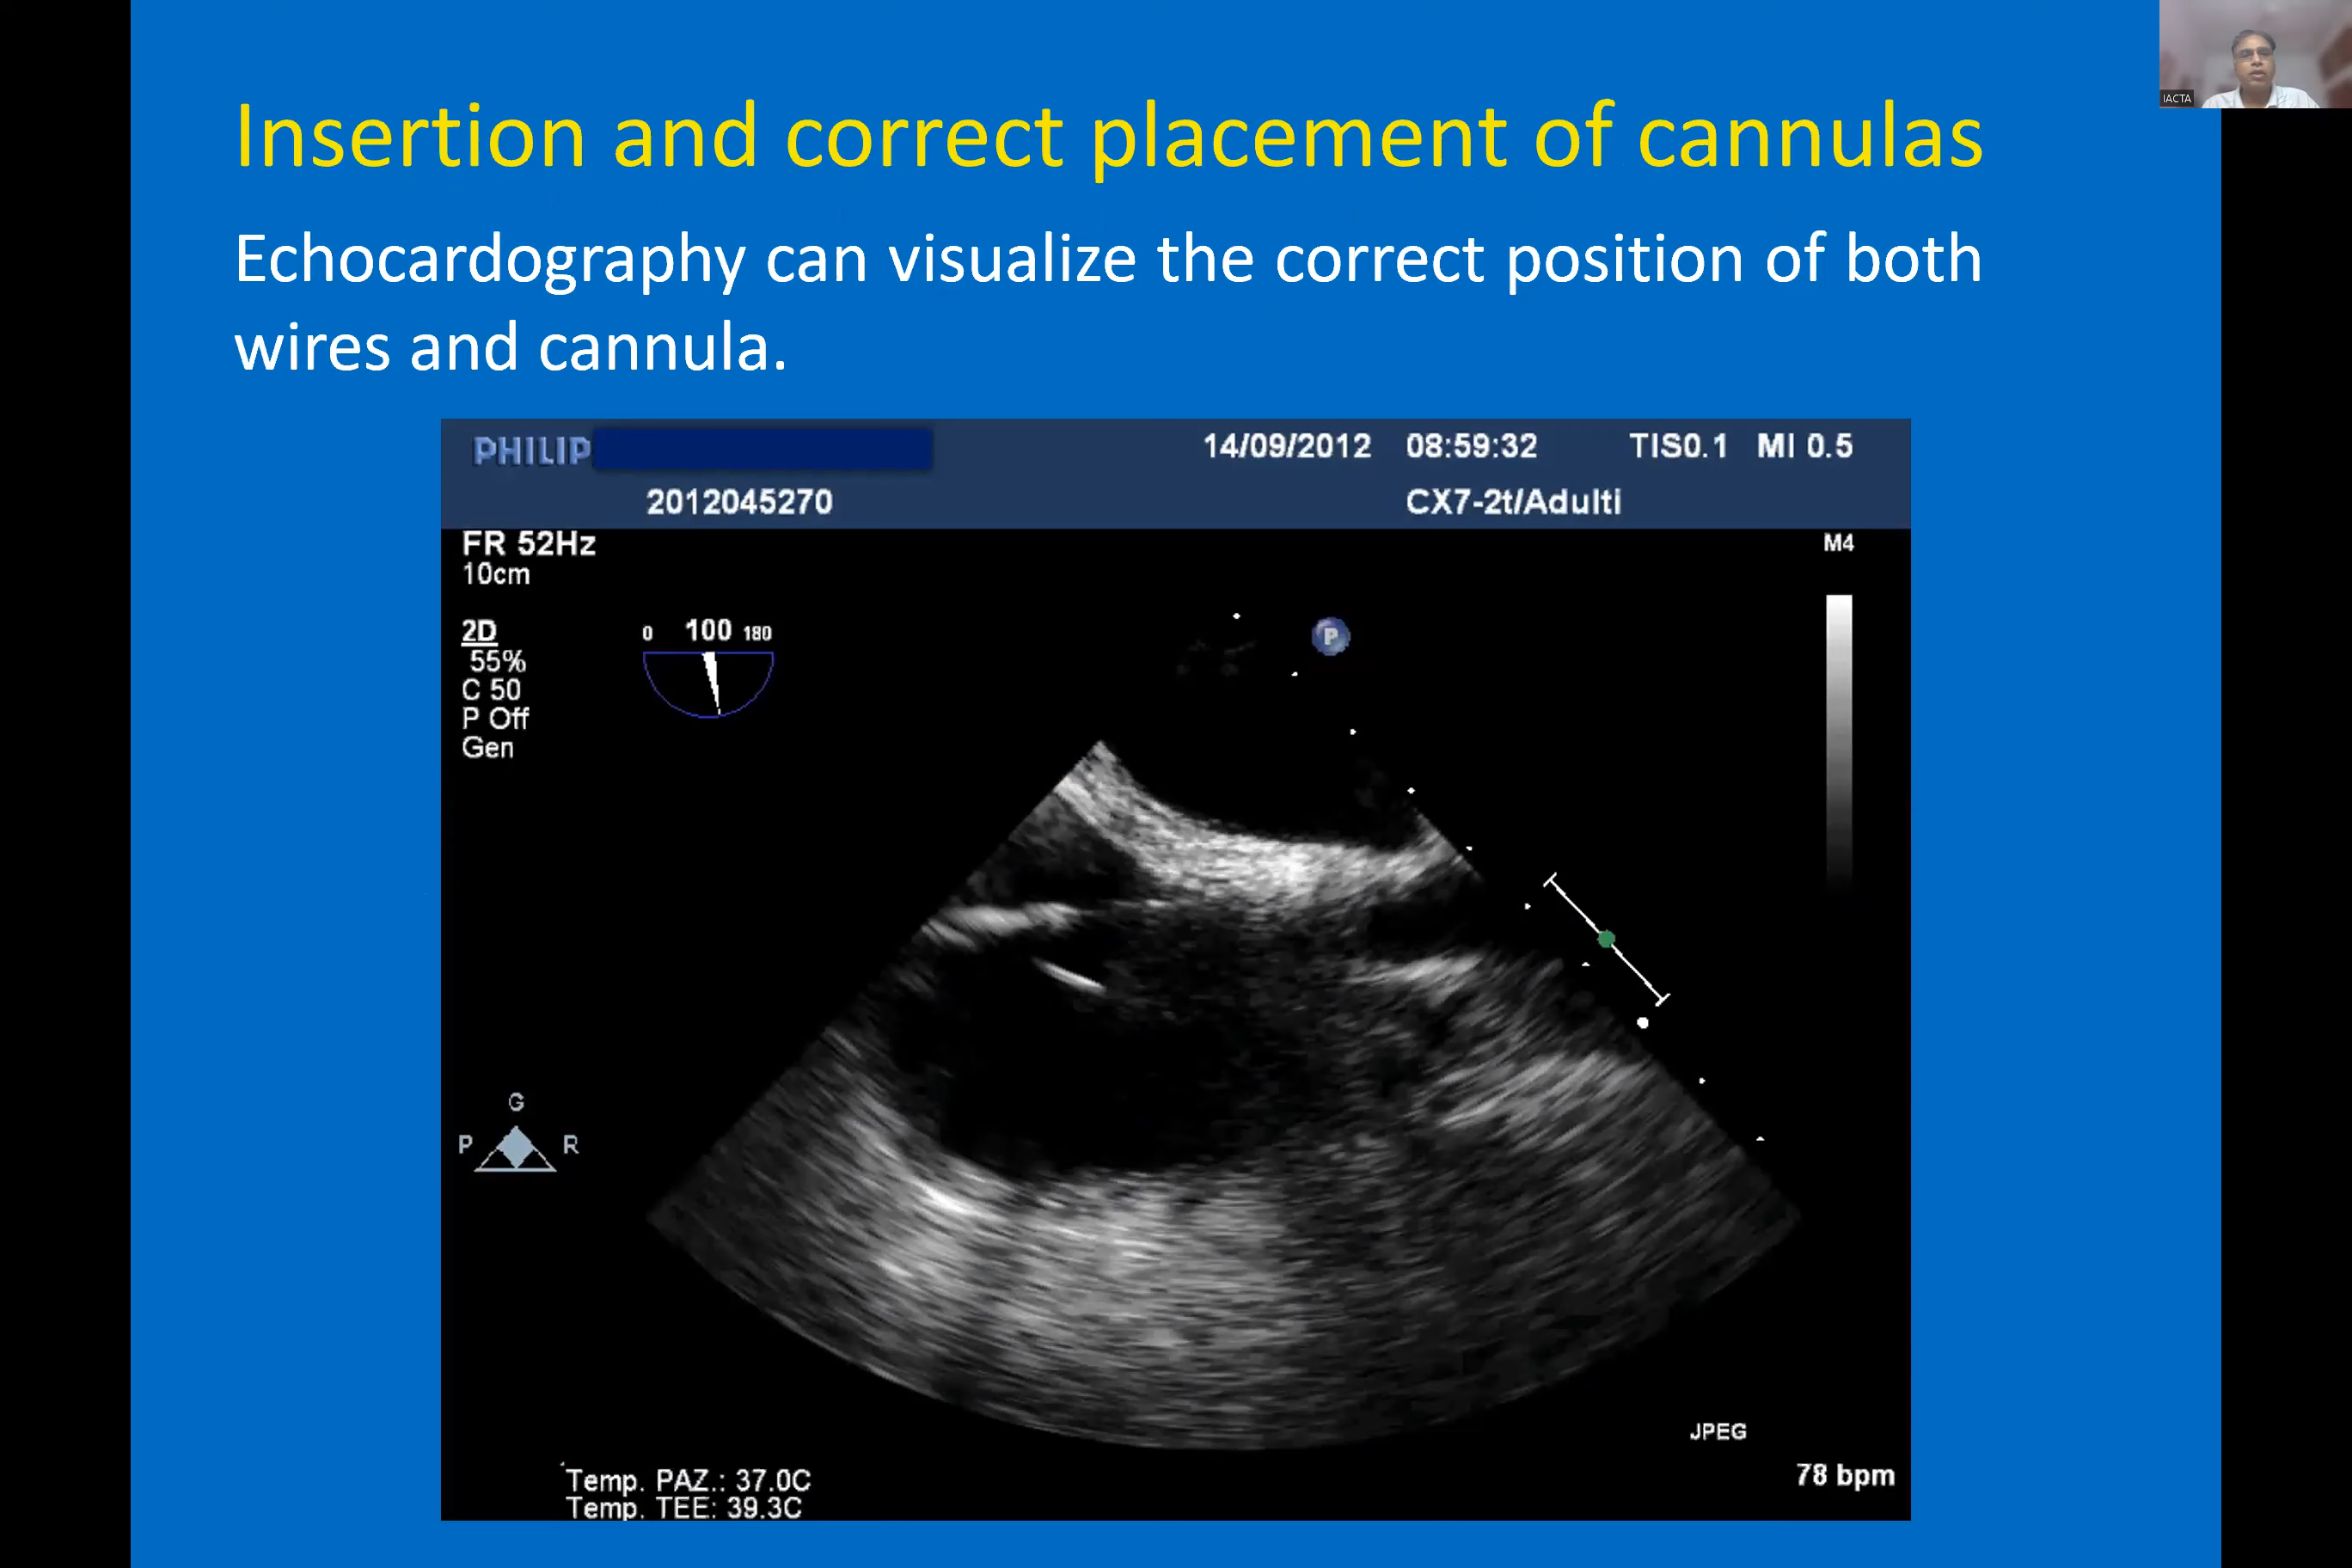 IACTA
Insertion and correct placement of cannulas
Echocardography can visualize the correct position of both
wires and cannula.
PHILIP 14/09/2012 08:59:32 TIS0.1 MI 0.5
2012045270 CX7-2t/Adulti
FR 52Hz
10cm
M4
2D
55%
C 50
P Off
Gen
0 100 180
P
G
P R
JPEG
78 bpm
Temp. PAZ.: 37.0C
Temp. TEE: 39.3C